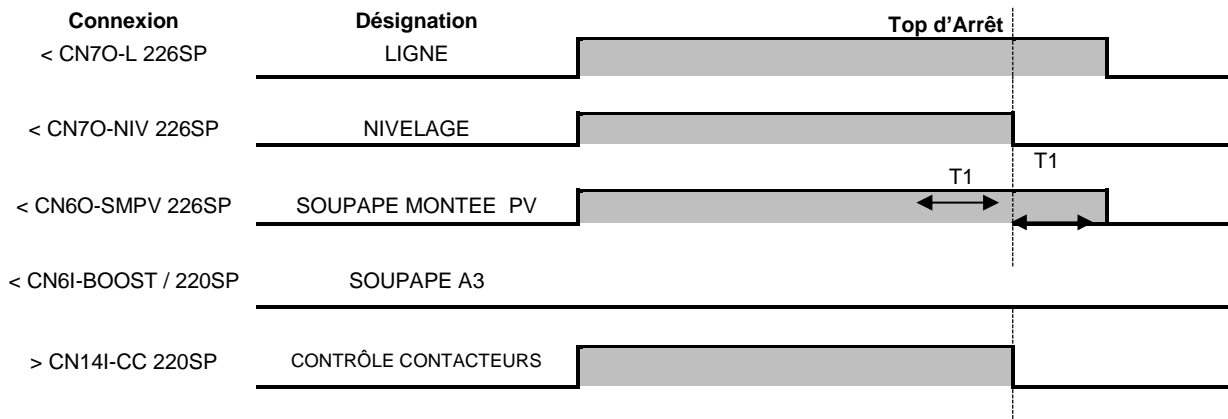 Connexion Désignation Top d'Arrêt
< CN7O-L 226SP LIGNE
< CN7O-NIV 226SP NIVELAGE
T1 T1
< CN6O-SMPV 226SP SOUPAPE MONTEE PV
< CN6I-BOOST / 220SP SOUPAPE A3
> CN14I-CC 220SP CONTRÔLE CONTACTEURS